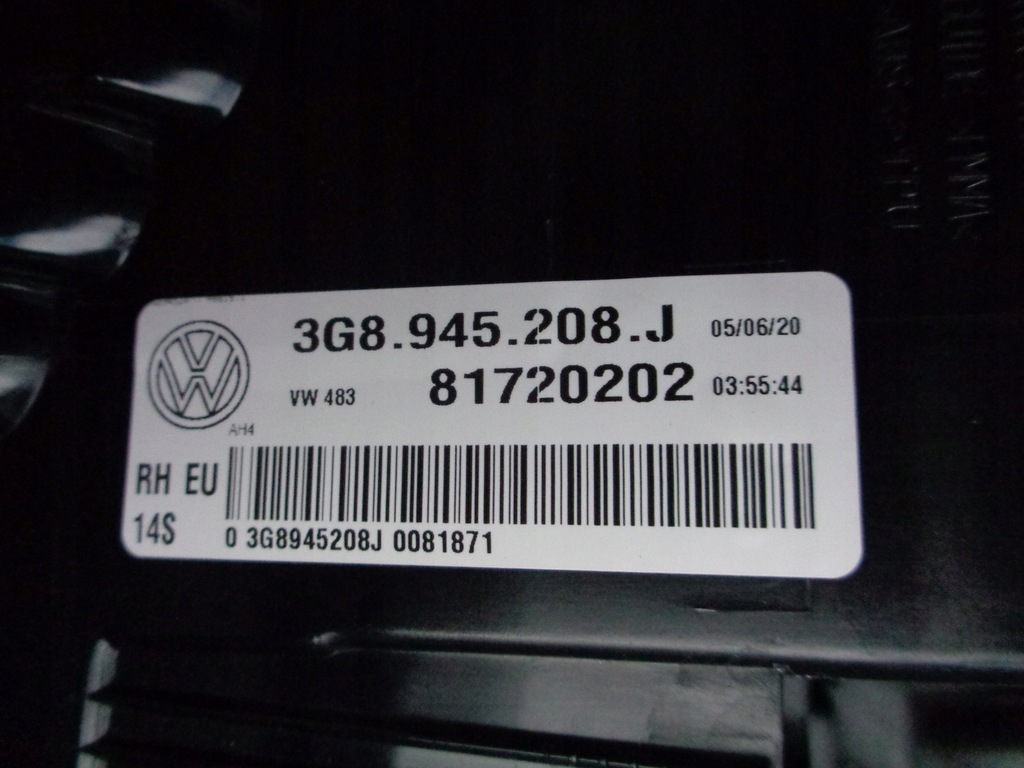 3G8.945.208.J 05/06/20
VW 483 81720202 03:55:44
AH4
RH EU
14S
0 3G8945208J 0081871